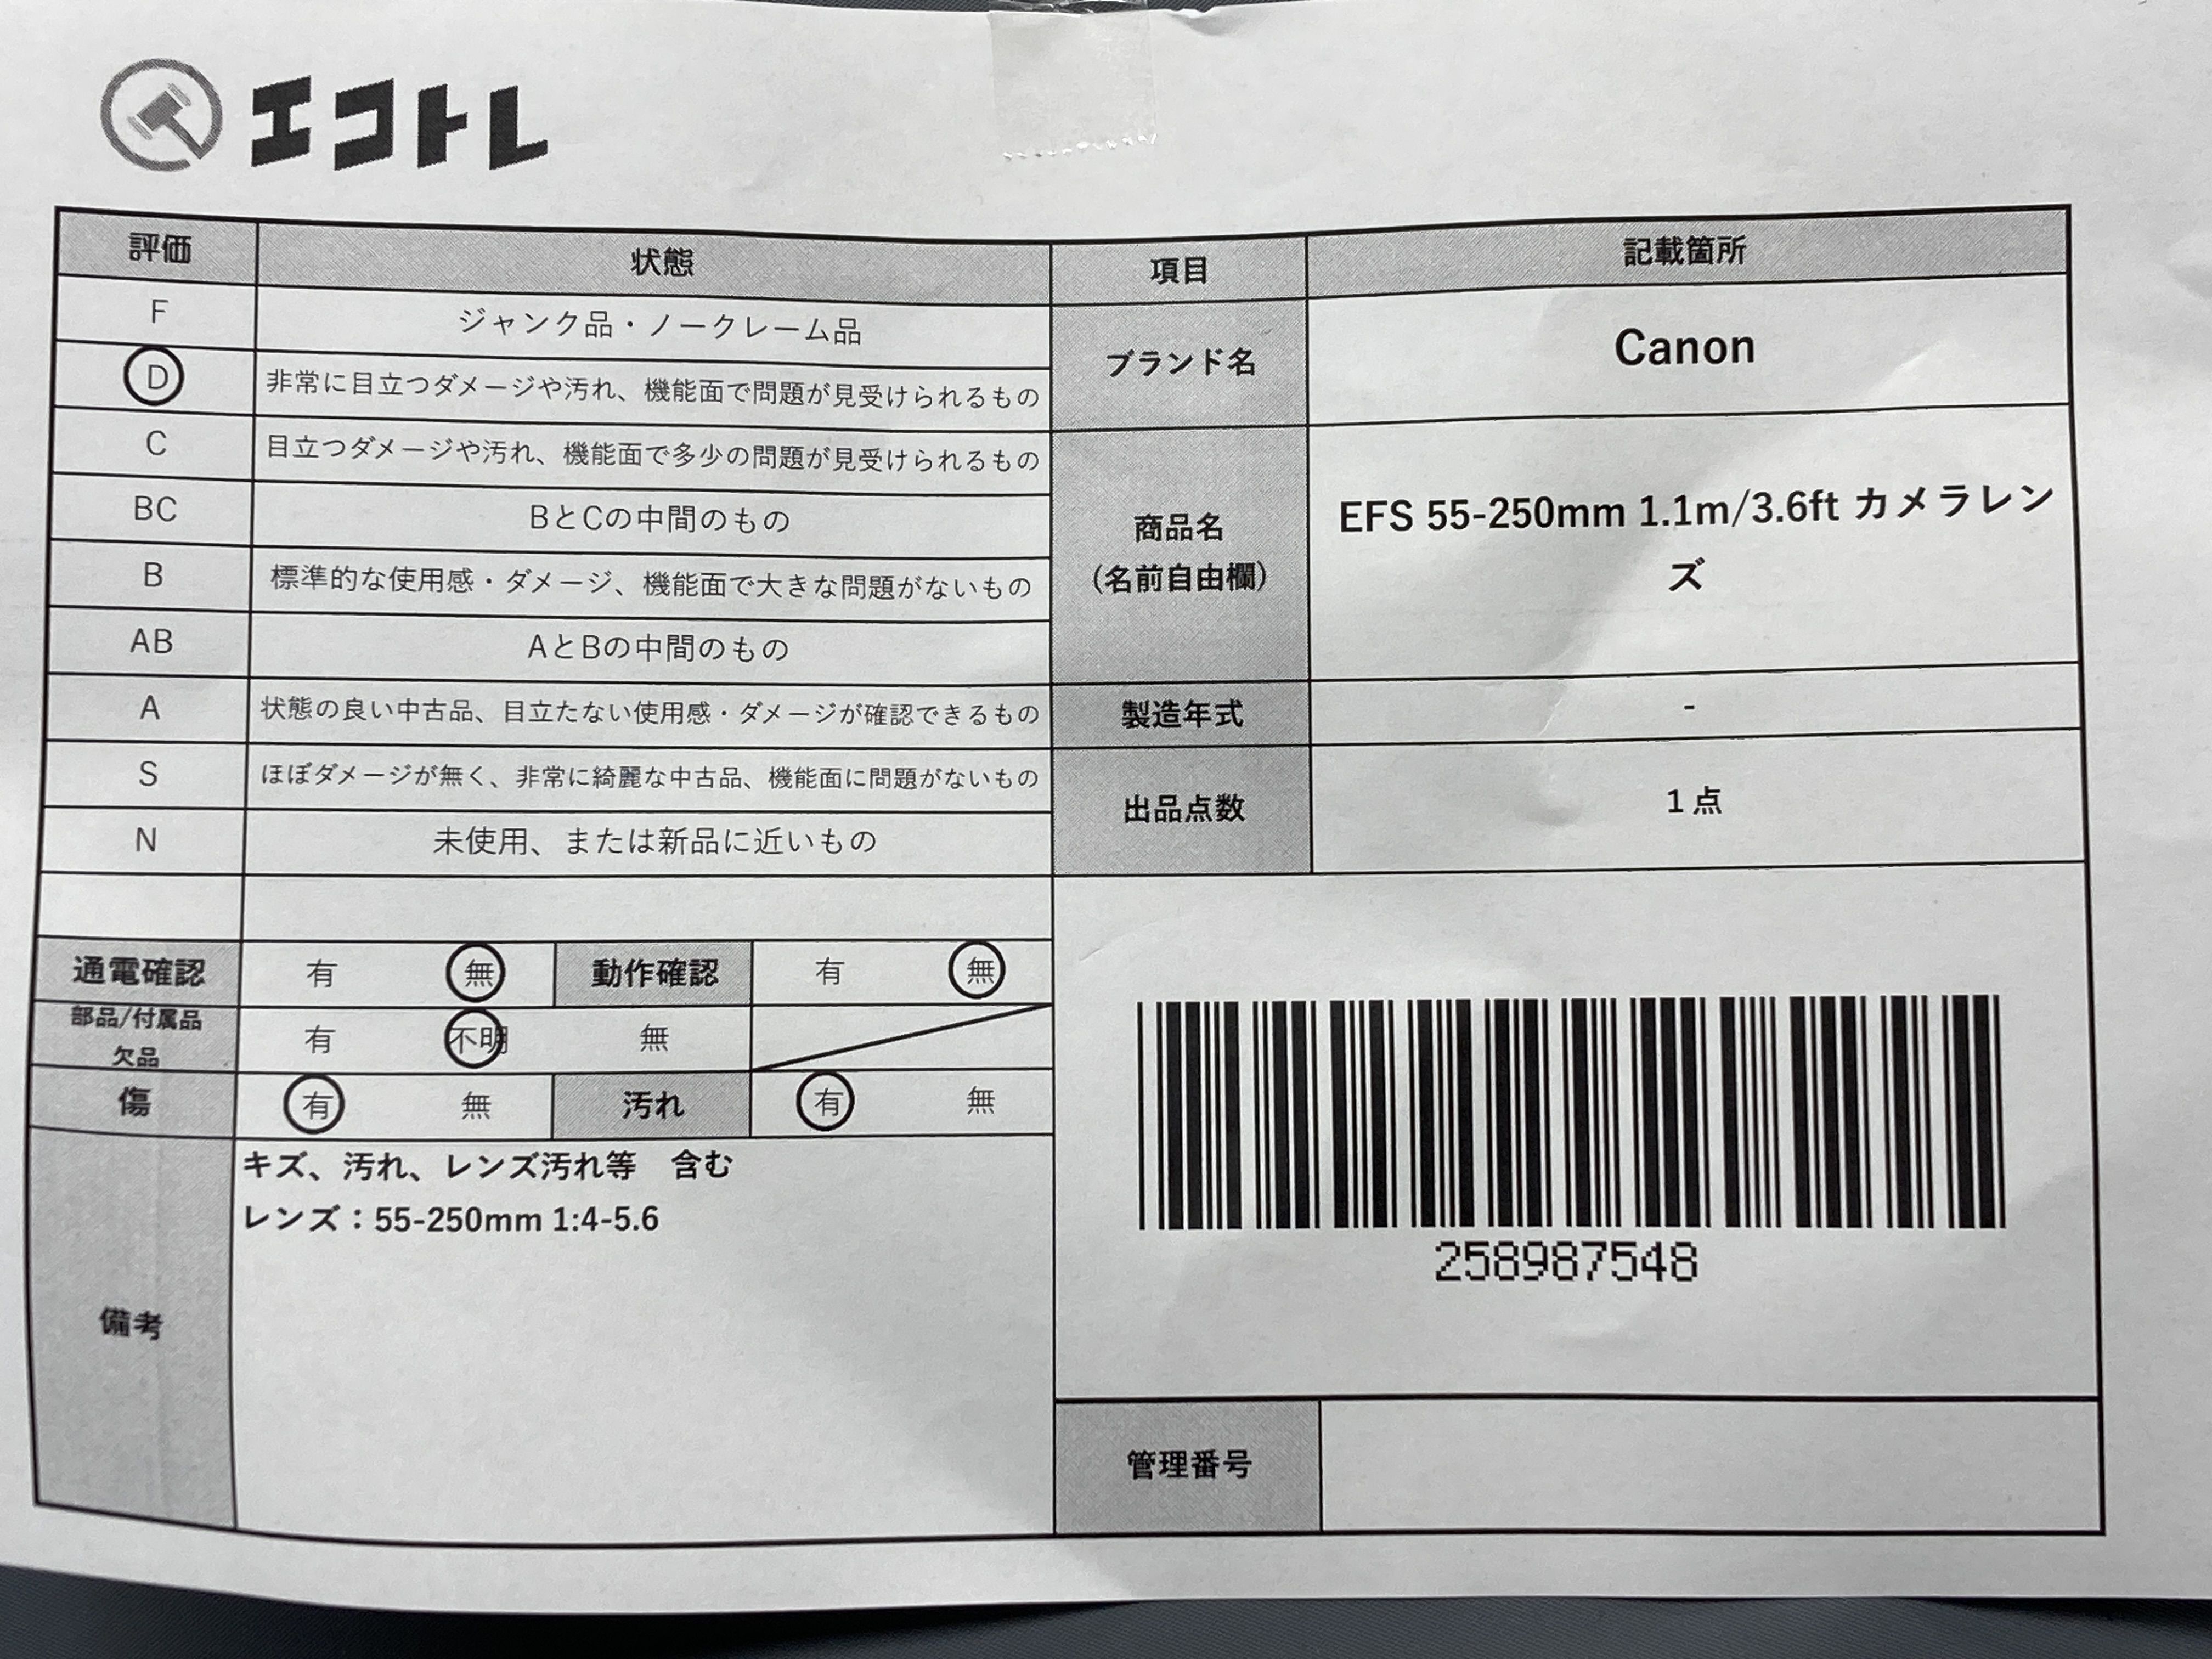 エコトレ
評価 状態
F ジャンク品・ノークレーム品
D 非常に目立つダメージや汚れ、機能面で問題が見受けられるもの
C 目立つダメージや汚れ、機能面で多少の問題が見受けられるもの
BC BとCの中間のもの
B 標準的な使用感・ダメージ、機能面で大きな問題がないもの
AB AとBの中間のもの
A 状態の良い中古品、目立たない使用感・ダメージが確認できるもの
S ほぼダメージが無く、非常に綺麗な中古品、機能面に問題がないもの
N 未使用、または新品に近いもの
通電確認 有 無 動作確認 有 無
部品/付属品
欠品 有 不明 無
傷 有 無 汚れ 有 無
備考
キズ、汚れ、レンズ汚れ等　含む
レンズ：55-250mm 1:4-5.6
項目 記載箇所
ブランド名 Canon
商品名
(名前自由欄)
EFS 55-250mm 1.1m/3.6ft カメラレン
ズ
製造年式 -
出品点数 1 点
258987548
管理番号